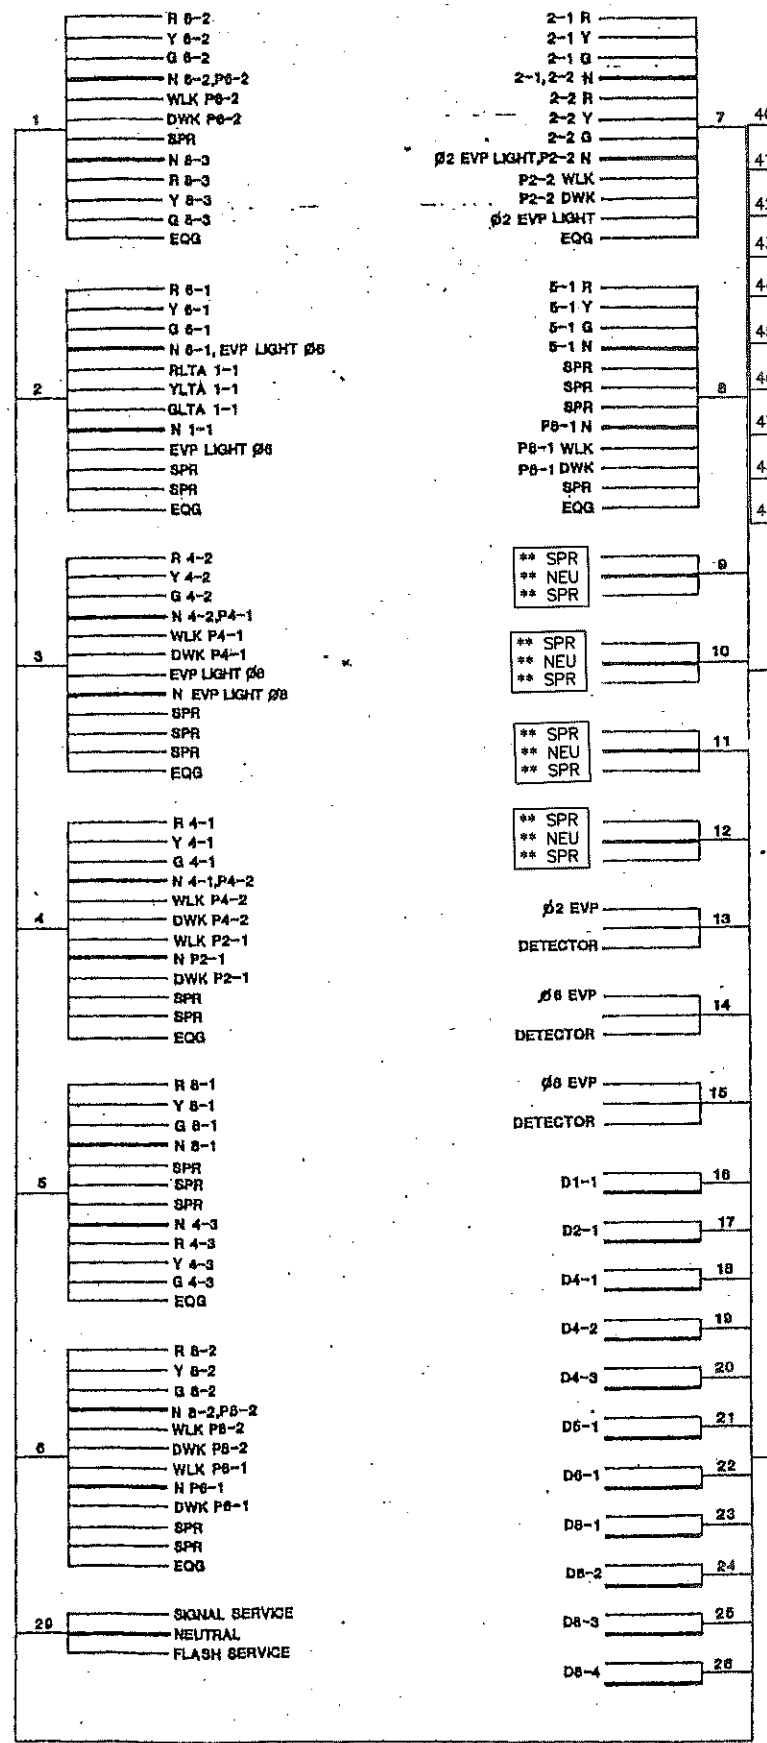 R 6-2
Y 6-2
G 6-2
N 6-2,P6-2
WLK P6-2
DWK P6-2
SPR
N 8-3
R 8-3
Y 8-3
G 8-3
EQG
1
R 6-1
Y 6-1
G 6-1
N 6-1, EVP LIGHT Ø6
RLTA 1-1
YLTA 1-1
GLTA 1-1
N 1-1
EVP LIGHT Ø6
SPR
SPR
EQG
2
R 4-2
Y 4-2
G 4-2
N 4-2,P4-1
WLK P4-1
DWK P4-1
EVP LIGHT Ø8
N EVP LIGHT Ø8
SPR
SPR
SPR
EQG
3
R 4-1
Y 4-1
G 4-1
N 4-1,P4-2
WLK P4-2
DWK P4-2
WLK P2-1
N P2-1
DWK P2-1
SPR
SPR
EQG
4
R 8-1
Y 8-1
G 8-1
N 8-1
SPR
SPR
SPR
N 4-3
R 4-3
Y 4-3
G 4-3
EQG
5
R 8-2
Y 8-2
G 8-2
N 8-2,P8-2
WLK P8-2
DWK P8-2
WLK P6-1
N P6-1
DWK P6-1
SPR
SPR
EQG
6
SIGNAL SERVICE
NEUTRAL
FLASH SERVICE
29
2-1 R
2-1 Y
2-1 G
2-1,2-2 N
2-2 R
2-2 Y
2-2 G
Ø2 EVP LIGHT,P2-2 N
P2-2 WLK
P2-2 DWK
Ø2 EVP LIGHT
EQG
7
5-1 R
5-1 Y
5-1 G
5-1 N
SPR
SPR
SPR
P8-1 N
P8-1 WLK
P8-1 DWK
SPR
EQG
8
** SPR
** NEU
** SPR
9
** SPR
** NEU
** SPR
10
** SPR
** NEU
** SPR
11
** SPR
** NEU
** SPR
12
Ø2 EVP
DETECTOR
13
Ø6 EVP
DETECTOR
14
Ø8 EVP
DETECTOR
15
D1-1 16
D2-1 17
D4-1 18
D4-2 19
D4-3 20
D5-1 21
D6-1 22
D8-1 23
D8-2 24
D8-3 25
D8-4 26